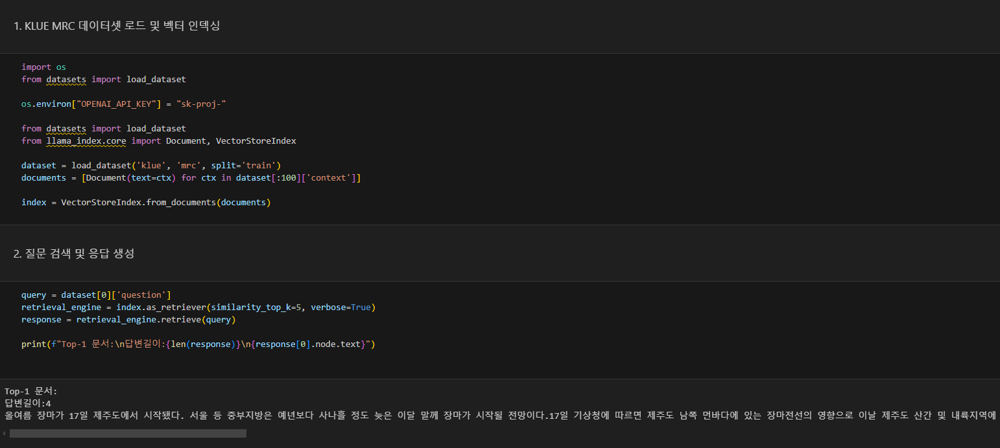 1. KLUE MRC 데이터셋 로드 및 벡터 인덱싱
import os
from datasets import load_dataset
os.environ["OPENAI_API_KEY"] = "sk-proj-"
from datasets import load_dataset
from llama_index.core import Document, VectorStoreIndex
dataset = load_dataset('klue', 'mrc', split='train')
documents = [Document(text=ctx) for ctx in dataset[:100]['context']]
index = VectorStoreIndex.from_documents(documents)
2. 질문 검색 및 응답 생성
query = dataset[0]['question']
retrieval_engine = index.as_retriever(similarity_top_k=5, verbose=True)
response = retrieval_engine.retrieve(query)
print(f"Top-1 문서:\n답변길이:{len(response)}\n{response[0].node.text}")
Top-1 문서:
답변길이:4
올여름 장마가 17일 제주도에서 시작됐다. 서울 등 중부지방은 예년보다 사나흘 정도 늦은 이달 말께 장마가 시작될 전망이다.17일 기상청에 따르면 제주도 남쪽 먼바다에 있는 장마전선의 영향으로 이날 제주도 산간 및 내륙지역에